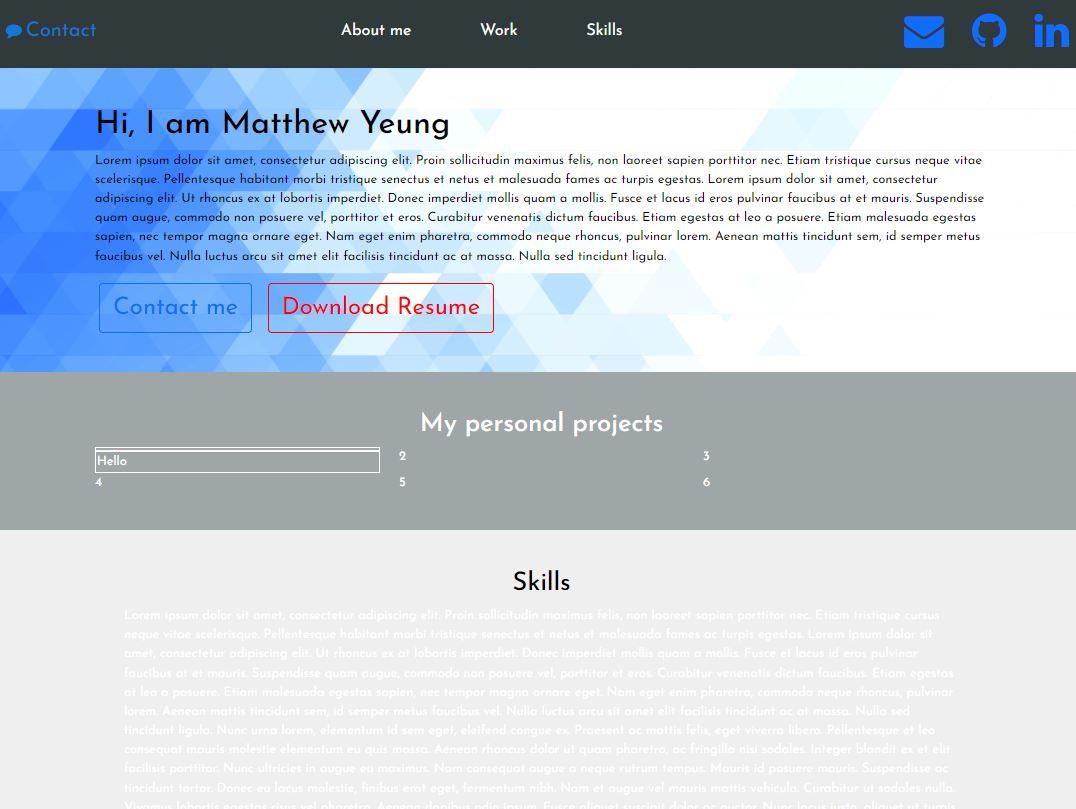 Contact About me Work Skills
Hi, I am Matthew Yeung
Lorem ipsum dolor sit amet, consectetur adipiscing elit. Proin sollicitudin maximus felis, non laoreet sapien porttitor nec. Etiam tristique cursus neque vitae
scelerisque. Pellentesque habitant morbi tristique senectus et netus et malesuada fames ac turpis egestas. Lorem ipsum dolor sit amet, consectetur
adipiscing elit. Ut rhoncus ex at lobortis imperdiet. Donec imperdiet mollis quam a mollis. Fusce et lacus id eros pulvinar faucibus at et mauris. Suspendisse
quam augue, commodo non posuere vel, porttitor et eros. Curabitur venenatis dictum faucibus. Etiam egestas at leo a posuere. Etiam malesuada egestas
sapien, nec tempor magna ornare eget. Nam eget enim pharetra, commodo neque rhoncus, pulvinar lorem. Aenean mattis tincidunt sem, id semper metus
faucibus vel. Nulla luctus arcu sit amet elit facilisis tincidunt ac at massa. Nulla sed tincidunt ligula.
Contact me Download Resume
My personal projects
Hello 2 3
4 5 6
Skills
Lorem ipsum dolor sit amet, consectetur adipiscing elit. Proin sollicitudin maximus felis, non laoreet sapien porttitor nec. Etiam tristique cursus
neque vitae scelerisque. Pellentesque habitant morbi tristique senectus et netus et malesuada fames ac turpis egestas. Lorem ipsum dolor sit
amet, consectetur adipiscing elit. Ut rhoncus ex at lobortis imperdiet. Donec imperdiet mollis quam a mollis. Fusce et lacus id eros pulvinar
faucibus at et mauris. Suspendisse quam augue, commodo non posuere vel, porttitor et eros. Curabitur venenatis dictum faucibus. Etiam egestas
at leo a posuere. Etiam malesuada egestas sapien, nec tempor magna ornare eget. Nam eget enim pharetra, commodo neque rhoncus, pulvinar
lorem. Aenean mattis tincidunt sem, id semper metus faucibus vel. Nulla luctus arcu sit amet elit facilisis tincidunt ac at massa. Nulla sed
tincidunt ligula. Nunc urna lorem, elementum id sem eget, eleifend congue ex. Praesent ac mattis felis, eget viverra libero. Pellentesque et leo
consequat mauris molestie elementum eu quis massa. Aenean rhoncus dolor ut quam pharetra, ac fringilla nisi sodales. Integer blandit ex et elit
facilisis porttitor. Nunc ultricies in augue eu maximus. Nam consequat augue a neque rutrum tempus. Mauris id posuere mauris. Suspendisse ac
tincidunt tortor. Donec eu lacus molestie, finibus erat eget, fermentum nibh. Nam et augue vel mauris mattis vehicula. Curabitur ut sodales nulla.